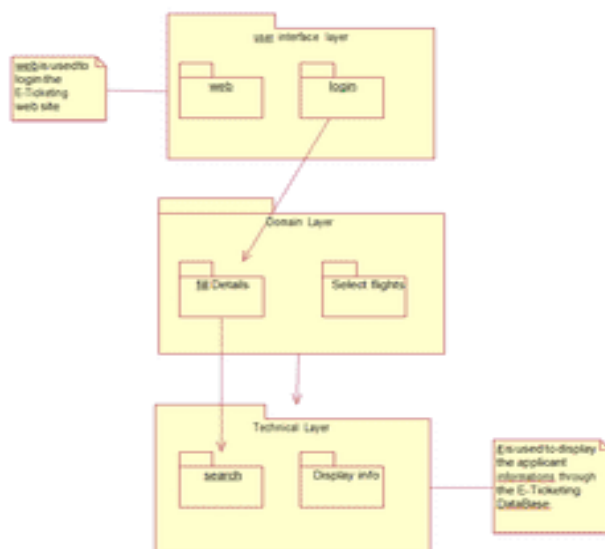 user interface layer
web is used to
login the
E-Ticketing
web site
web
login
Domain Layer
fill Details
Select flights
Technical Layer
search
Display info
it is used to display
the applicant
informations through
the E-Ticketing
DataBase